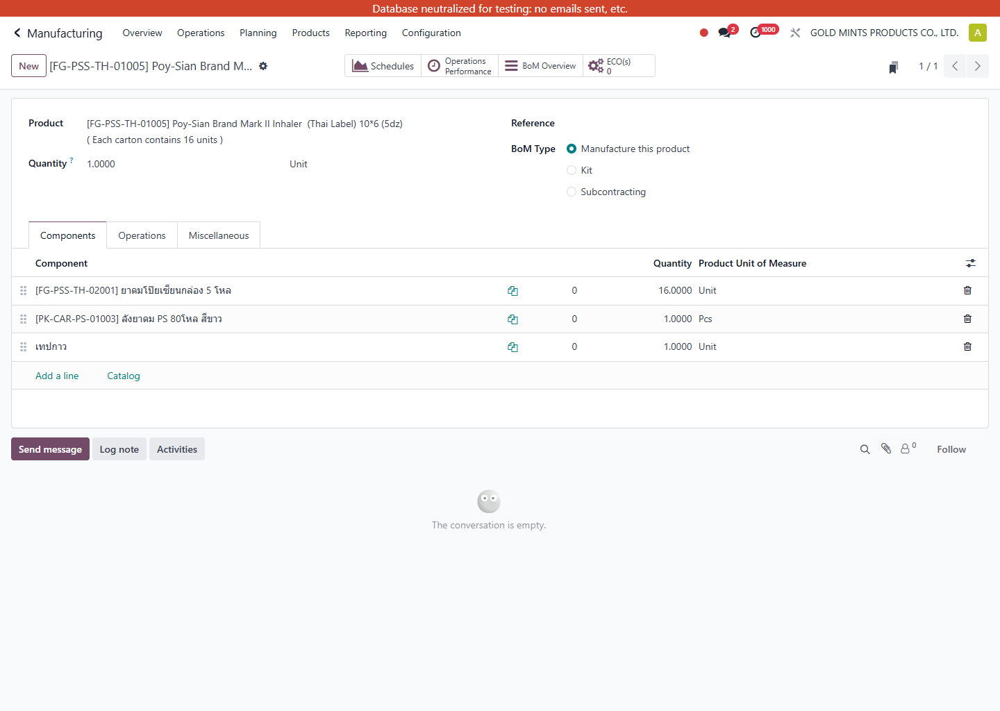 Database neutralized for testing: no emails sent, etc.
Manufacturing Overview Operations Planning Products Reporting Configuration 2 1000 GOLD MINTS PRODUCTS CO., LTD. A
New [FG-PSS-TH-01005] Poy-Sian Brand M... Schedules Operations Performance BoM Overview ECO(s) 0 1 / 1
Product [FG-PSS-TH-01005] Poy-Sian Brand Mark II Inhaler (Thai Label) 10*6 (5dz)
( Each carton contains 16 units )
Quantity ? 1.0000 Unit
Reference
BoM Type Manufacture this product
Kit
Subcontracting
Components Operations Miscellaneous
Component Quantity Product Unit of Measure
[FG-PSS-TH-02001] ยาดมโป๊ยเซียนกล่อง 5 โหล 0 16.0000 Unit
[PK-CAR-PS-01003] ลังยาดม PS 80โหล สีขาว 0 1.0000 Pcs
เทปกาว 0 1.0000 Unit
Add a line Catalog
Send message Log note Activities 0 Follow
The conversation is empty.